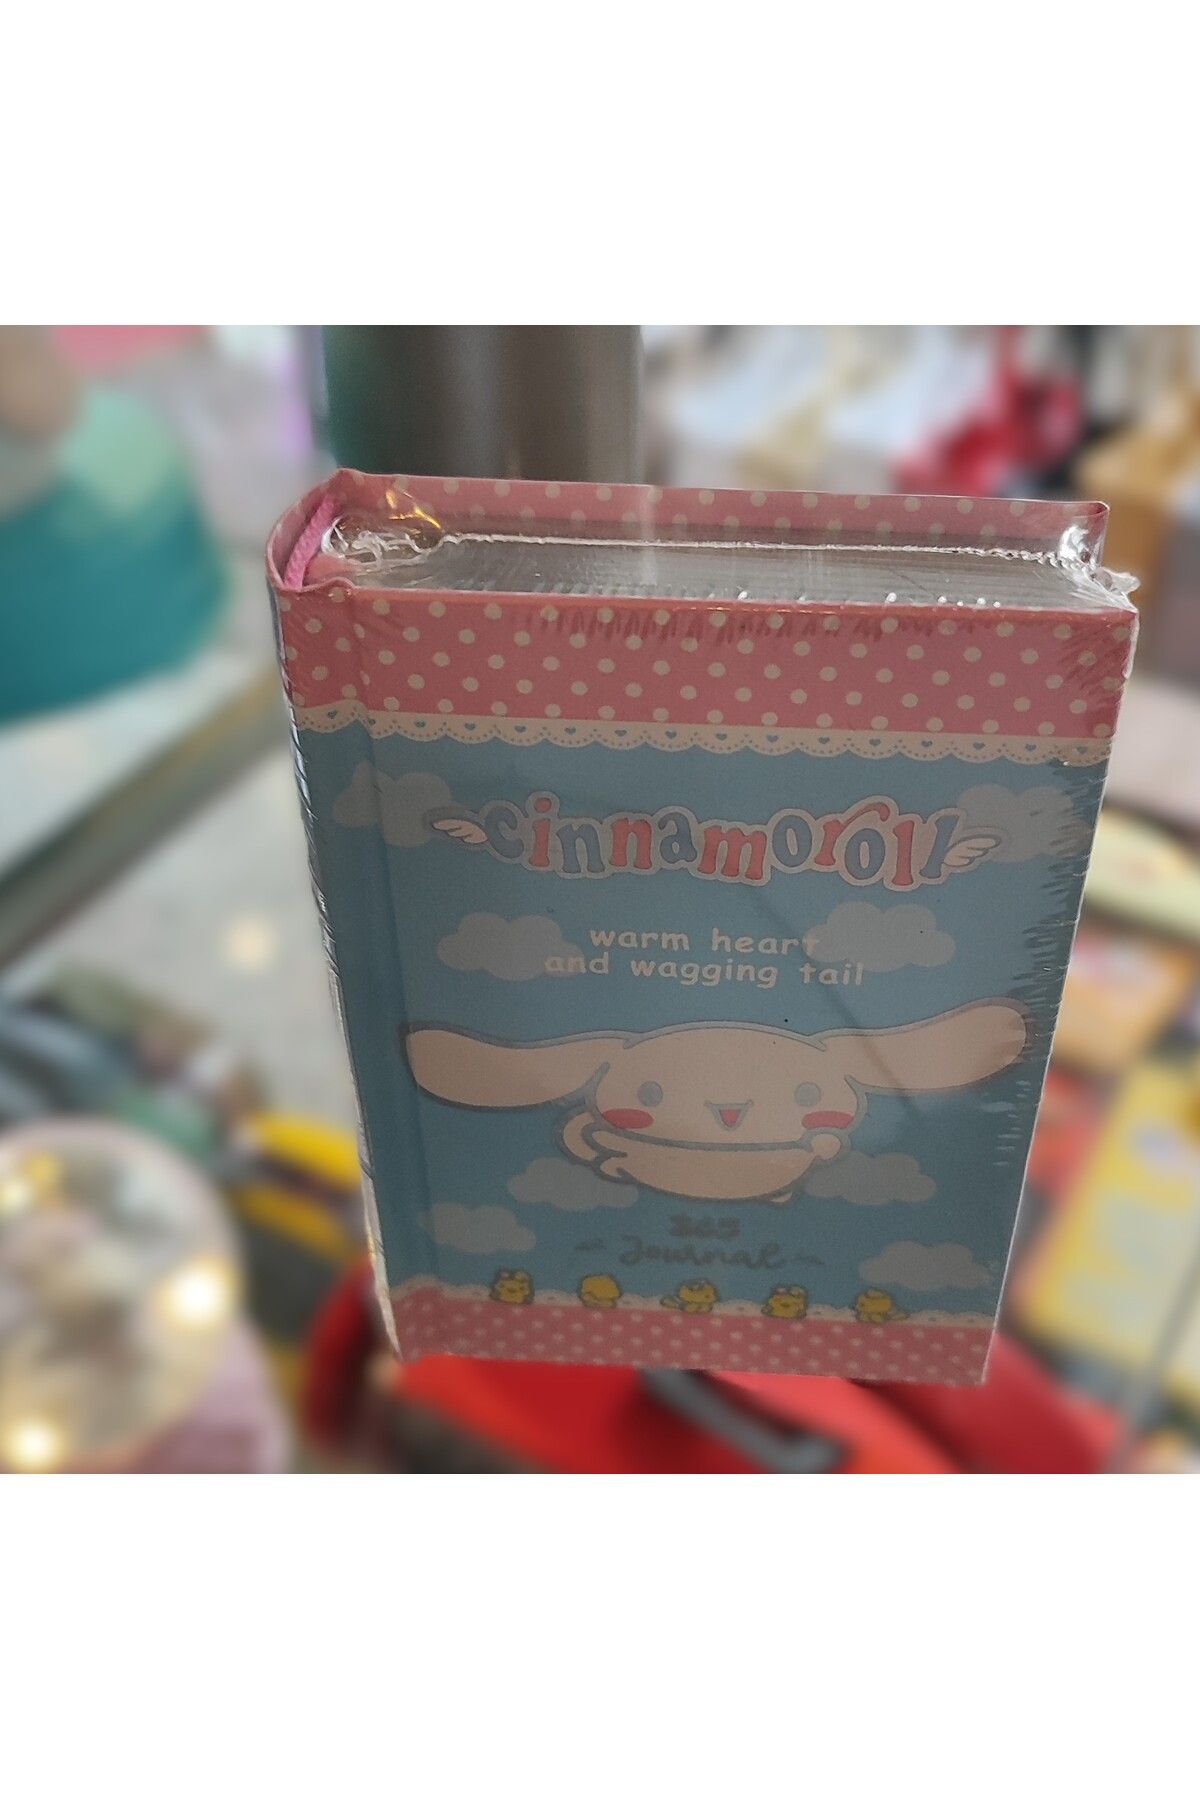 cinnamoroll
warm heart
and wagging tail
365
Journal